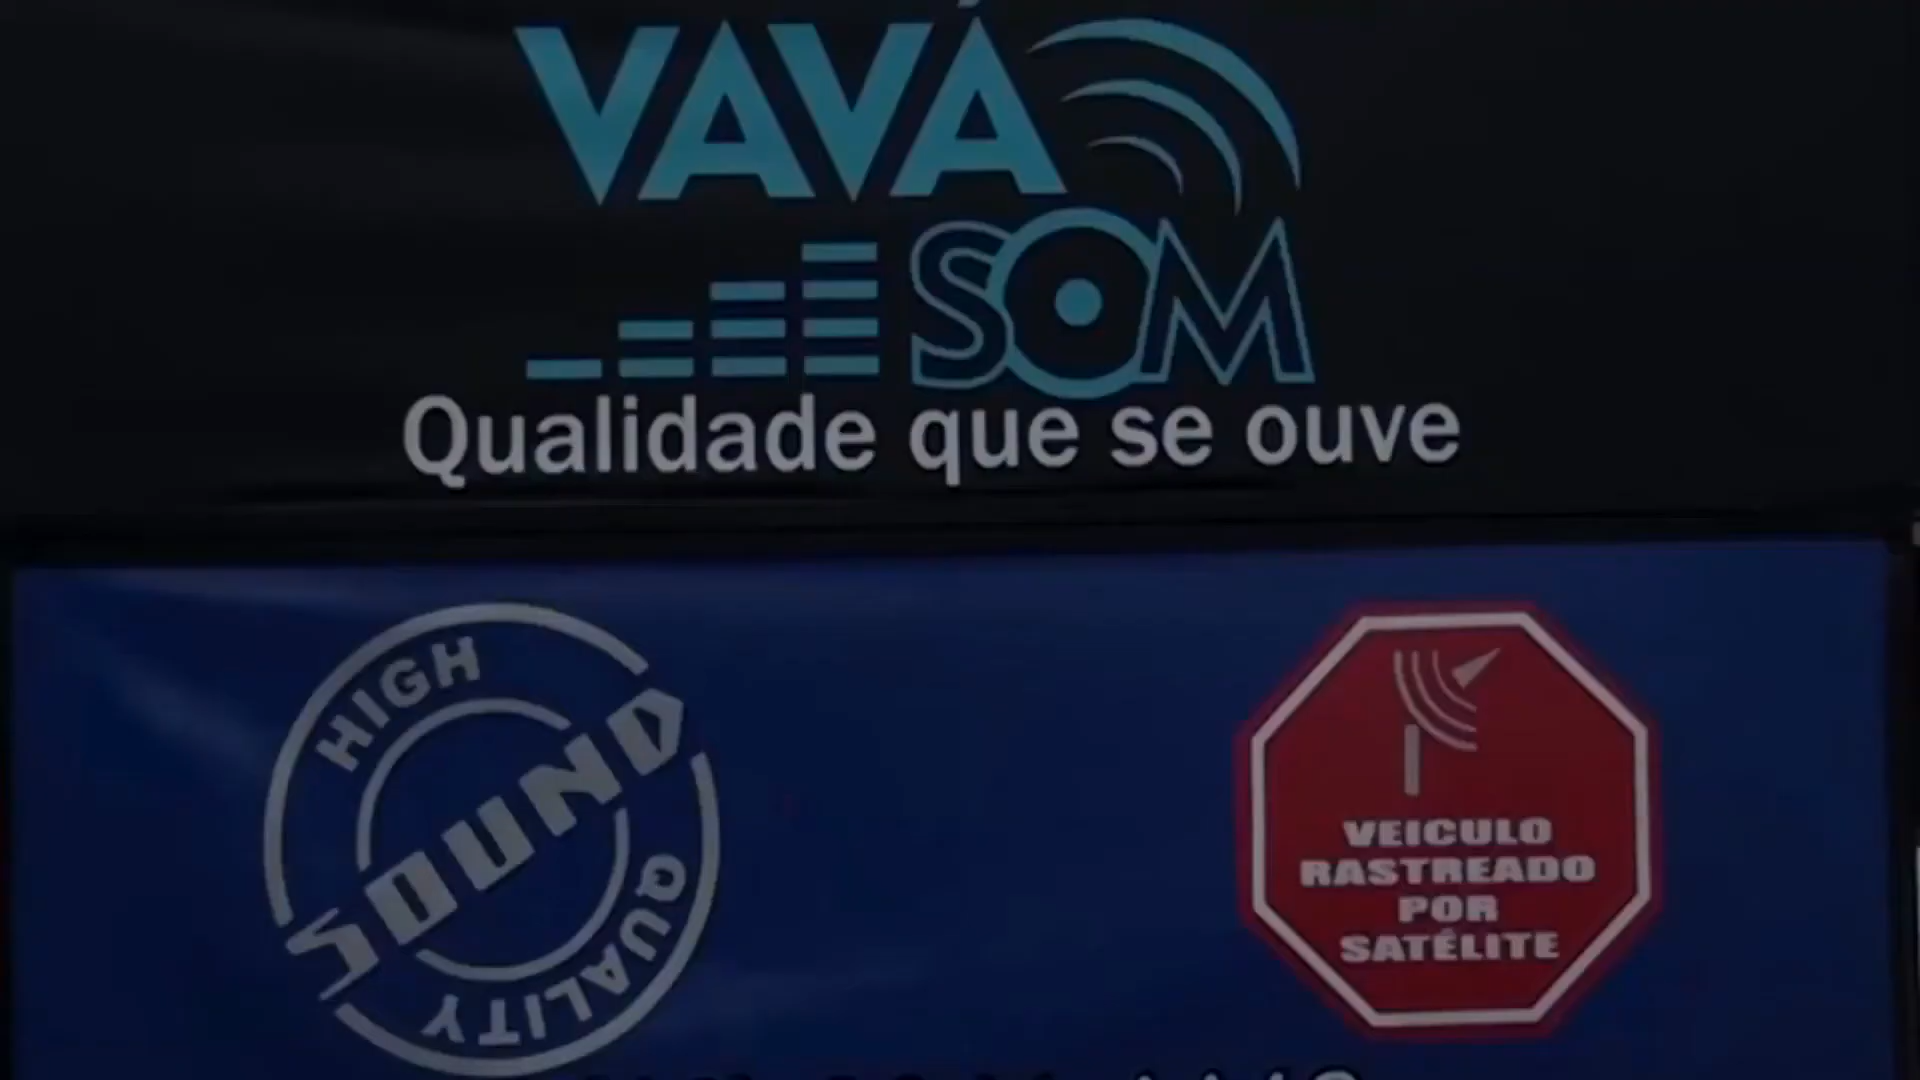 VAVÁ
SOM
Qualidade que se ouve
HIGH
SOUND
QUALITY
VEICULO
RASTREADO
POR
SATÉLITE